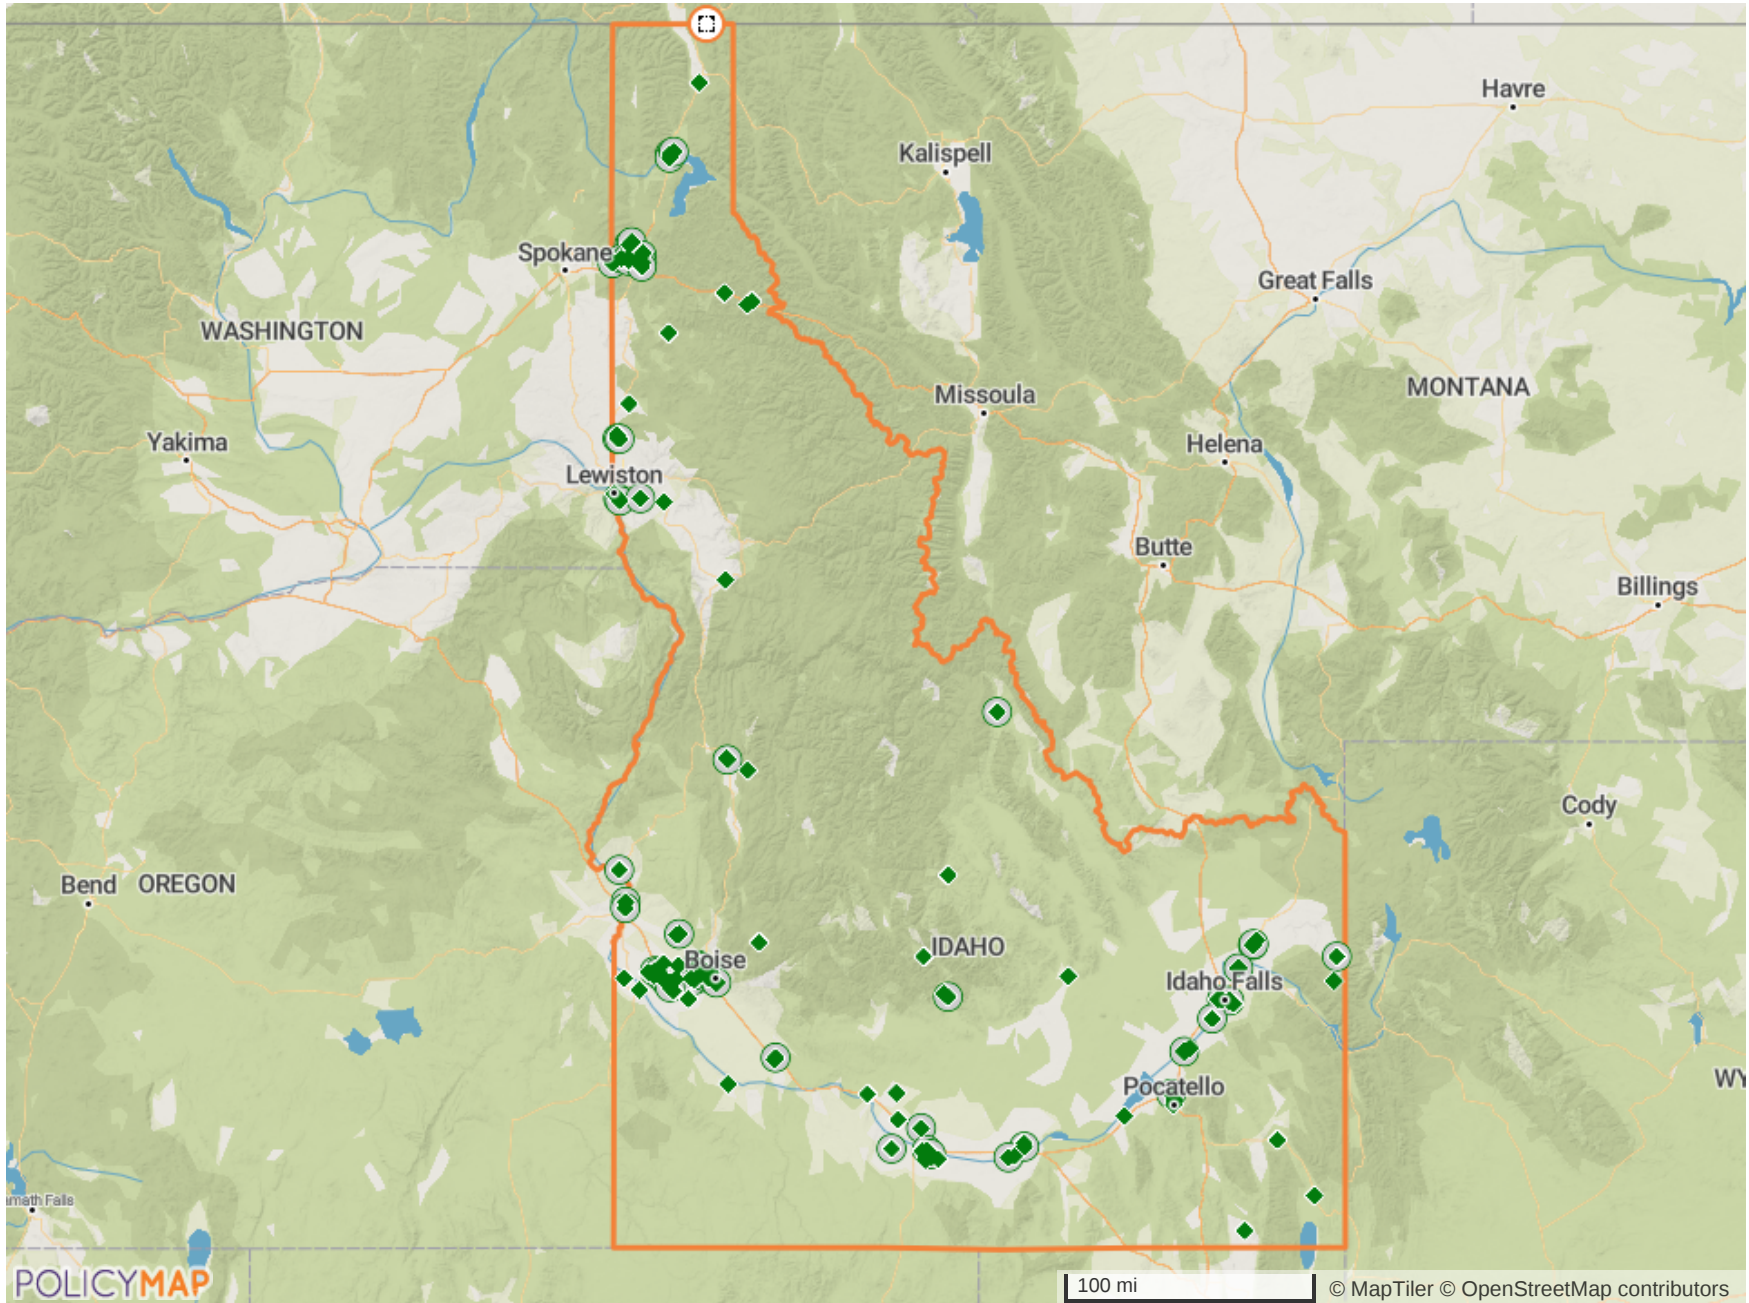 Havre
Kalispell
Spokane
Great Falls
WASHINGTON
MONTANA
Missoula
Yakima
Helena
Lewiston
Butte
Billings
Cody
Bend
OREGON
IDAHO
Boise
Idaho Falls
Pocatello
WY
amath Falls
POLICYMAP
100 mi
© MapTiler © OpenStreetMap contributors